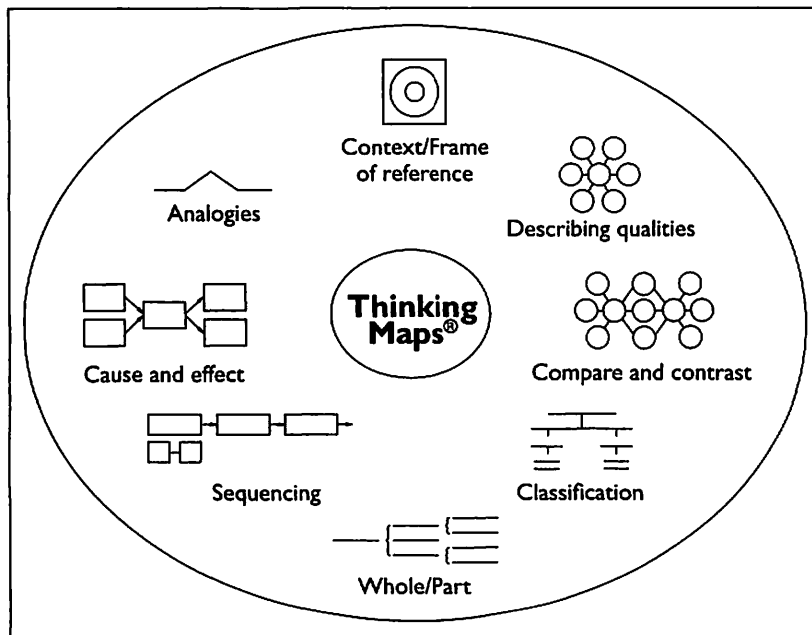 Context/Frame
of reference
Analogies
Describing qualities
Thinking
Maps®
Cause and effect
Compare and contrast
Sequencing
Classification
Whole/Part